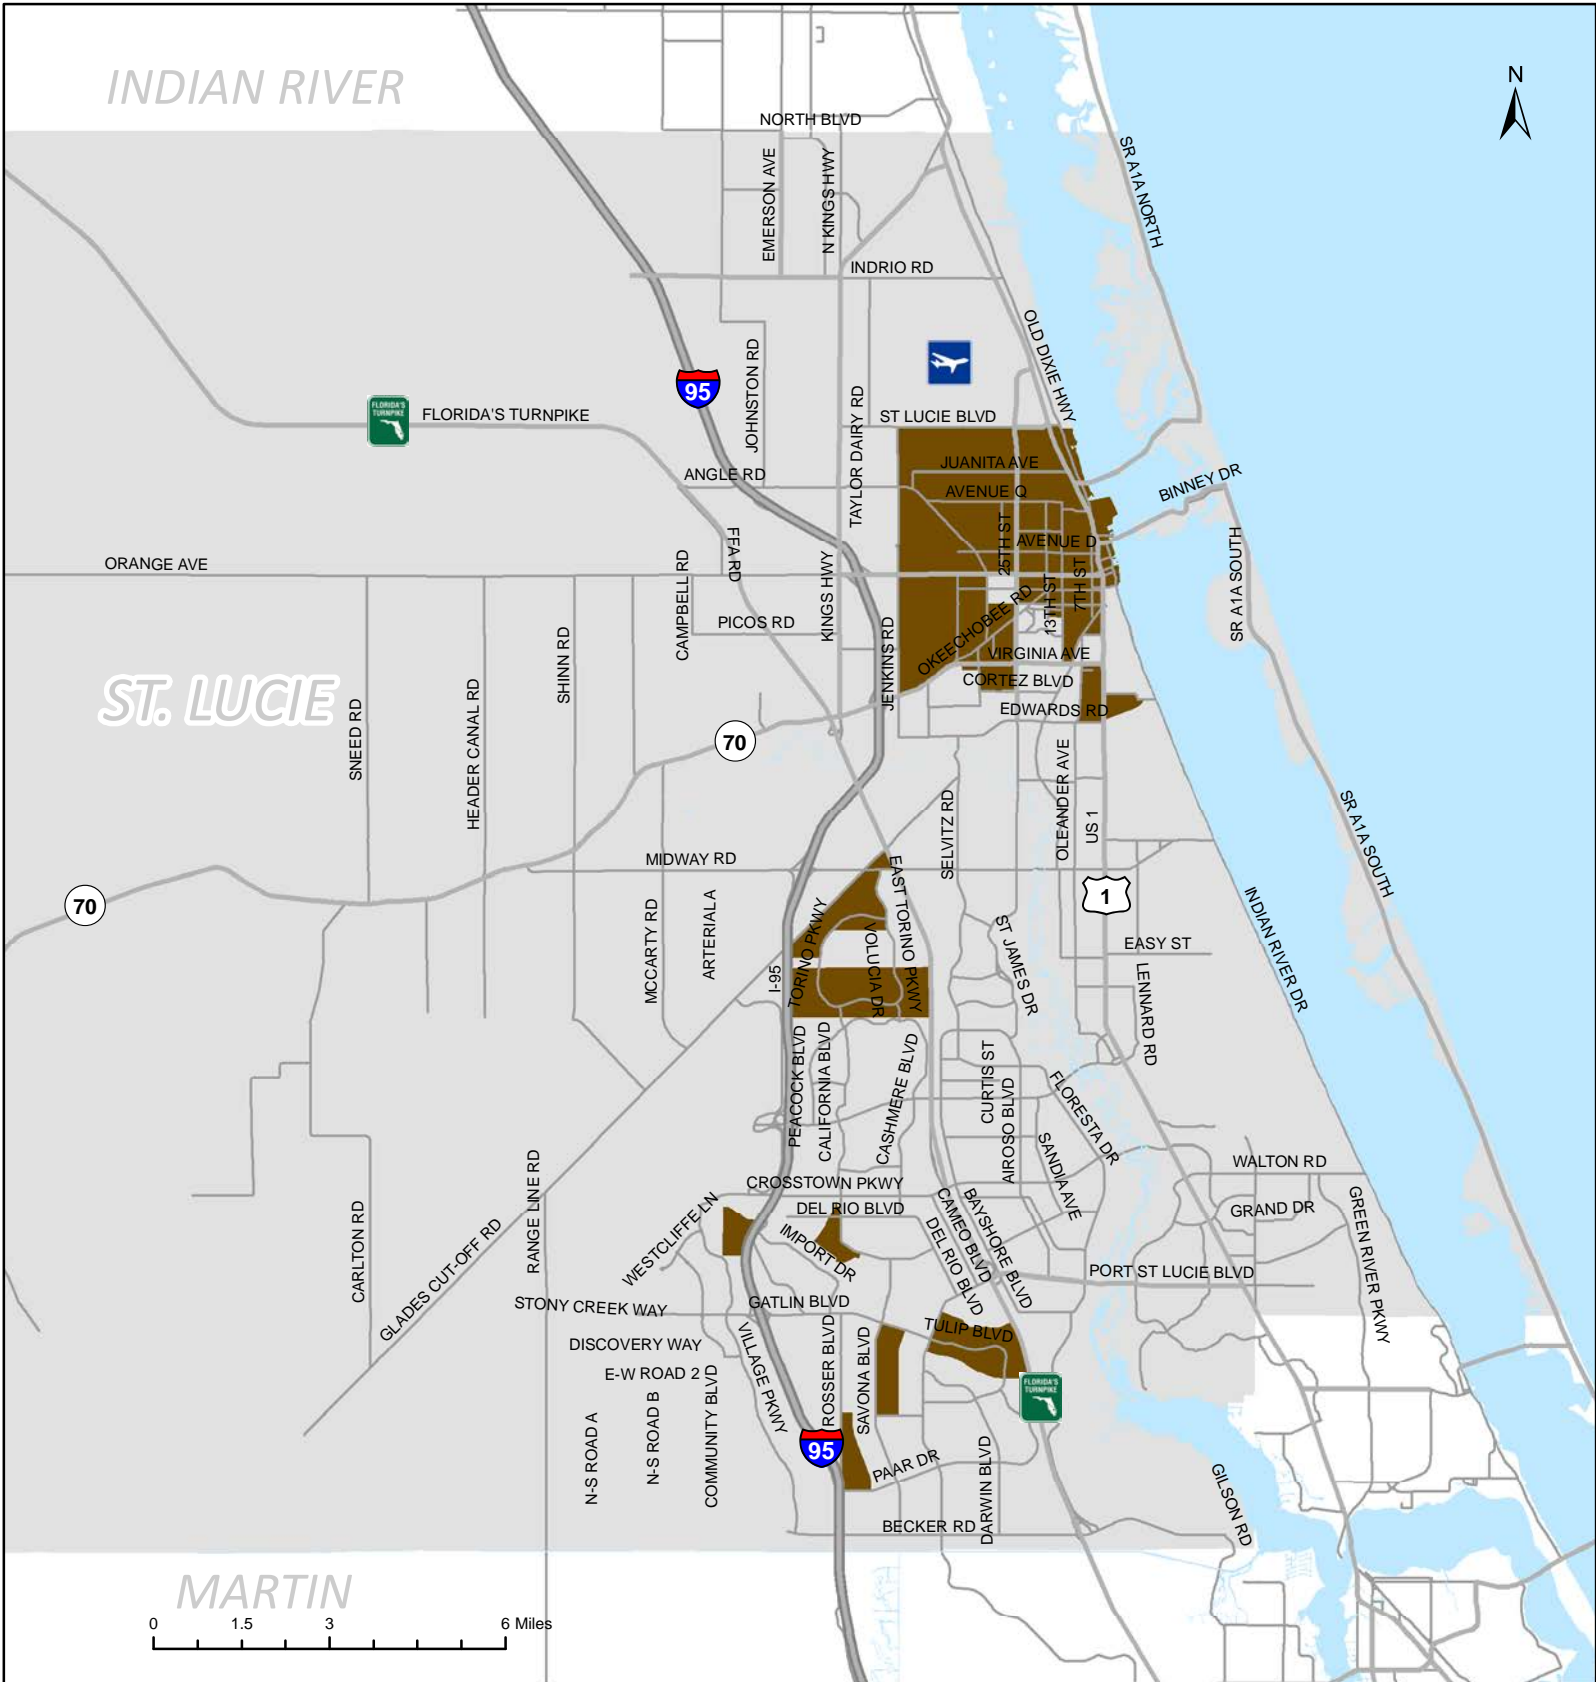 INDIAN RIVER
N
NORTH BLVD
SR A1A NORTH
EMERSON AVE
N KINGS HWY
INDRIO RD
OLD DIXIE HWY
JOHNSTON RD
95
FLORIDA'S
TURNPIKE
FLORIDA'S TURNPIKE
TAYLOR DAIRY RD
ST LUCIE BLVD
JUANITA AVE
ANGLE RD
AVENUE Q
BINNEY DR
25TH ST
AVENUE D
FFA RD
ORANGE AVE
CAMPBELL RD
KINGS HWY
13TH ST
7TH ST
SR A1A SOUTH
PICOS RD
OKEECHOBEE RD
JENKINS RD
VIRGINIA AVE
SHINN RD
CORTEZ BLVD
ST. LUCIE
HEADER CANAL RD
SNEED RD
EDWARDS RD
70
OLEANDER AVE
SELVITZ RD
US 1
SR A1A SOUTH
MIDWAY RD
EAST TORINO PKWY
70
1
MCCARTY RD
ARTERIAL A
TORINO PKWY
VOLUCIA DR
ST JAMES DR
INDIAN RIVER DR
EASY ST
I-95
LENNARD RD
PEACOCK BLVD
CALIFORNIA BLVD
CASHMERE BLVD
CURTIS ST
AIROSO BLVD
FLORESTA DR
SANDIA AVE
WALTON RD
CROSSTOWN PKWY
RANGE LINE RD
CARLTON RD
GLADES CUT-OFF RD
WESTCLIFFE LN
DEL RIO BLVD
IMPORT DR
DEL RIO BLVD
CAMEO BLVD
BAYSHORE BLVD
GRAND DR
GREEN RIVER PKWY
PORT ST LUCIE BLVD
STONY CREEK WAY
GATLIN BLVD
TULIP BLVD
DISCOVERY WAY
E-W ROAD 2
VILLAGE PKWY
ROSSER BLVD
SAVONA BLVD
FLORIDA'S
TURNPIKE
N-S ROAD A
N-S ROAD B
COMMUNITY BLVD
95
PAAR DR
DARWIN BLVD
GILSON RD
BECKER RD
MARTIN
0 1.5 3 6 Miles